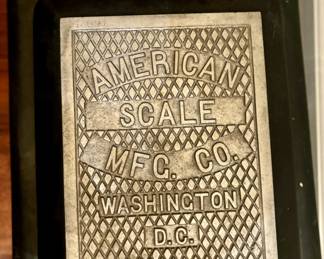 AMERICAN
SCALE
MFG. CO.
WASHINGTON
D.C.